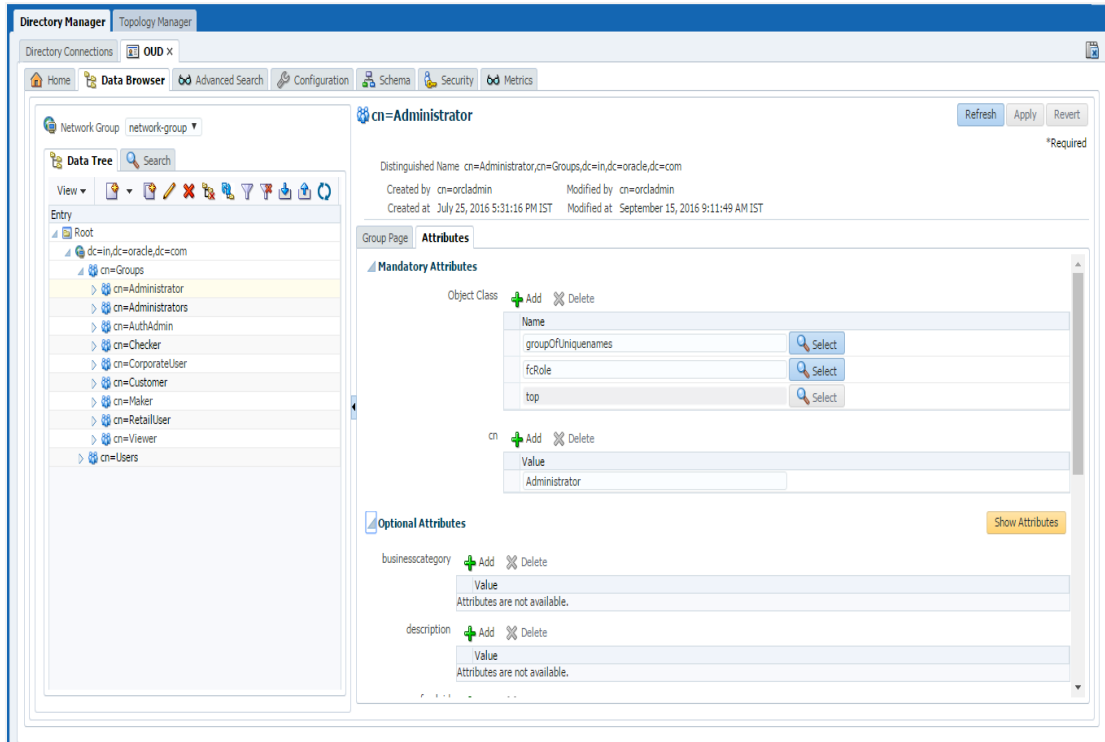 Directory Manager Topology Manager
Directory Connections OUD ×
Home Data Browser Advanced Search Configuration Schema Security Metrics
Network Group network-group
Data Tree Search
View
Entry
Root
dc=in,dc=oracle,dc=com
cn=Groups
cn=Administrator
cn=Administrators
cn=AuthAdmin
cn=Checker
cn=CorporateUser
cn=Customer
cn=Maker
cn=RetailUser
cn=Viewer
cn=Users
cn=Administrator
Refresh Apply Revert
*Required
Distinguished Name cn=Administrator,cn=Groups,dc=in,dc=oracle,dc=com
Created by cn=orcladmin Modified by cn=orcladmin
Created at July 25, 2016 5:31:16 PM IST Modified at September 15, 2016 9:11:49 AM IST
Group Page Attributes
Mandatory Attributes
Object Class Add Delete
Name
groupOfUniquenames Select
fcRole Select
top Select
cn Add Delete
Value
Administrator
Optional Attributes Show Attributes
businesscategory Add Delete
Value
Attributes are not available.
description Add Delete
Value
Attributes are not available.